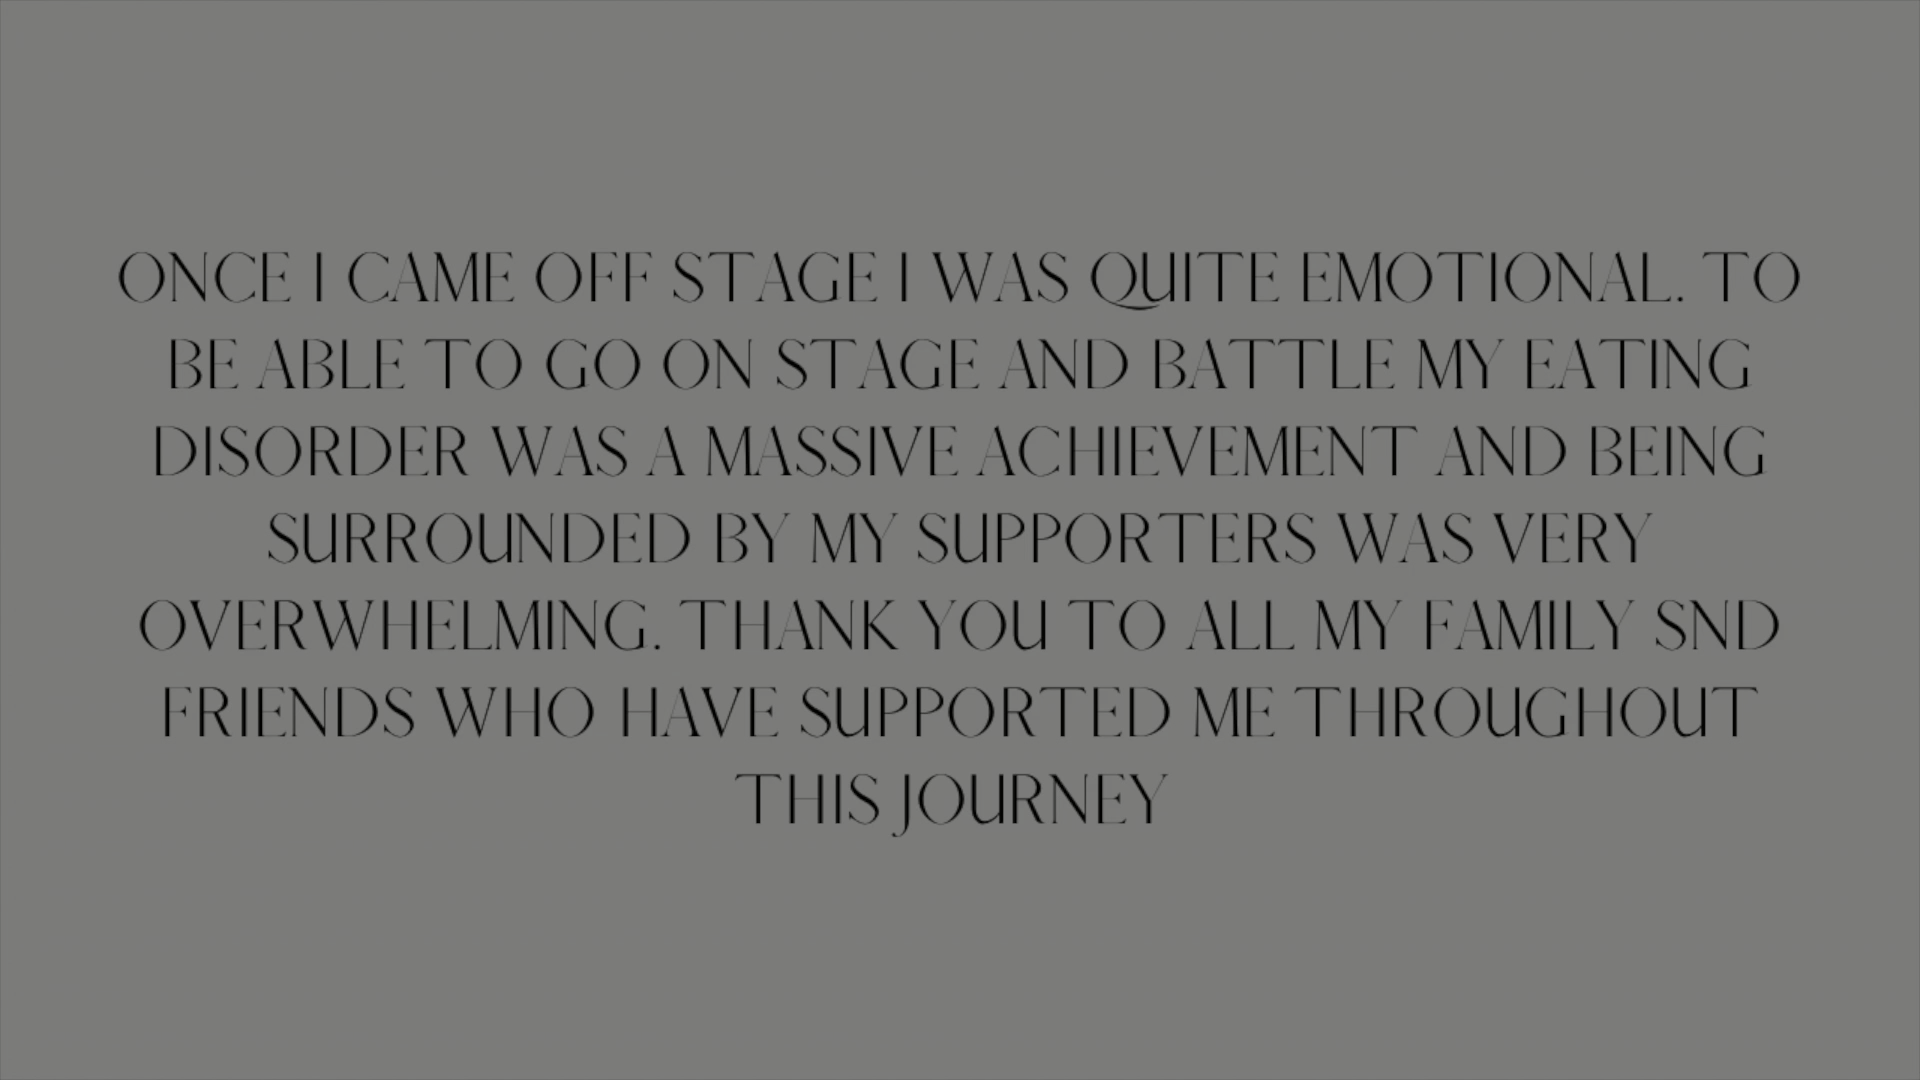 ONCE I CAME OFF STAGE I WAS QUITE EMOTIONAL. TO
BE ABLE TO GO ON STAGE AND BATTLE MY EATING
DISORDER WAS A MASSIVE ACHIEVEMENT AND BEING
SURROUNDED BY MY SUPPORTERS WAS VERY
OVERWHELMING. THANK YOU TO ALL MY FAMILY SND
FRIENDS WHO HAVE SUPPORTED ME THROUGHOUT
THIS JOURNEY